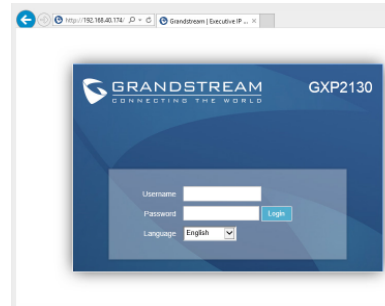 http://192.168.40.174/
Grandstream | Executive IP ...
GRANDSTREAM
CONNECTING THE WORLD
GXP2130
Username
Password
Login
Language
English